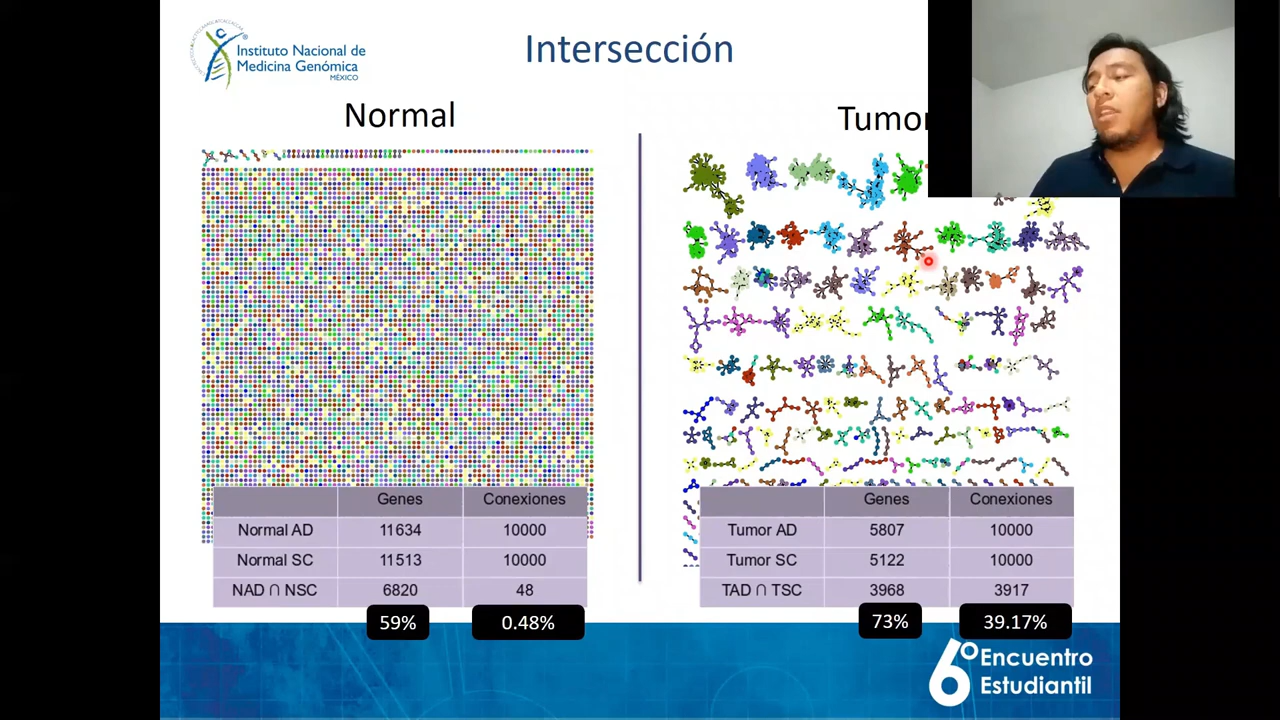 Instituto Nacional de
Medicina Genómica
MÉXICO
Intersección
Normal
Genes Conexiones
Normal AD 11634 10000
Normal SC 11513 10000
NAD ∩ NSC 6820 48
59% 0.48%
Tumor
Genes Conexiones
Tumor AD 5807 10000
Tumor SC 5122 10000
TAD ∩ TSC 3968 3917
73% 39.17%
6º Encuentro
Estudiantil